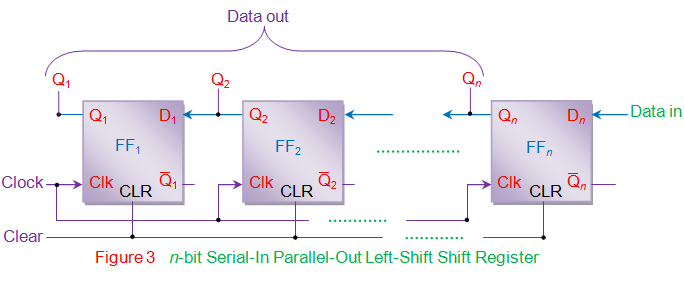 Data out
Q1 Q2 Qn
Q1 D1 Q2 D2 Qn Dn Data in
FF1 FF2 FFn
Clock Clk CLR Q̅1 Clk CLR Q̅2 Clk CLR Q̅n
Clear
Figure 3 n-bit Serial-In Parallel-Out Left-Shift Shift Register